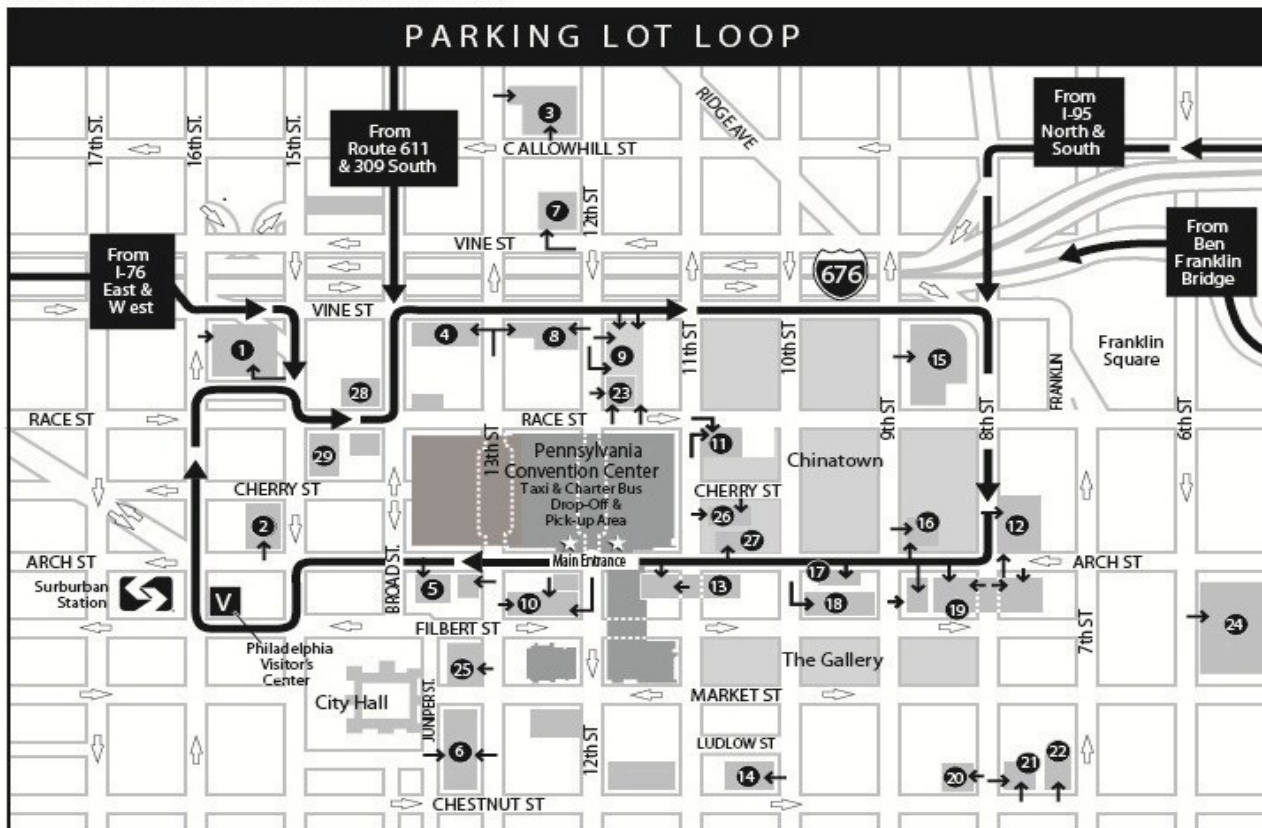 PARKING LOT LOOP
17th ST.
16th ST.
15th ST.
From
Route 611
& 309 South
3
CALLOWHILL ST
RIDGE AVE
From
I-95
North &
South
7
12th ST
VINE ST
676
From
I-76
East &
West
From
Ben
Franklin
Bridge
VINE ST
1
4
8
9
11th ST
10th ST
15
Franklin
Square
28
23
FRANKLIN
RACE ST
RACE ST
9th ST
8th ST
6th ST
29
13th ST
Pennsylvania
Convention Center
Taxi & Charter Bus
Drop-Off &
Pick-up Area
11
Chinatown
CHERRY ST
CHERRY ST
2
26
27
16
12
ARCH ST
BROAD ST.
Main Entrance
ARCH ST
Surburban
Station
V
5
10
13
17
18
19
24
FILBERT ST
7th ST
Philadelphia
Visitor's
Center
25
The Gallery
City Hall
JUNIPER ST.
MARKET ST
6
12th ST
LUDLOW ST
14
20
21
22
CHESTNUT ST